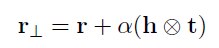 r⊥ = r + α(h ⊗ t)